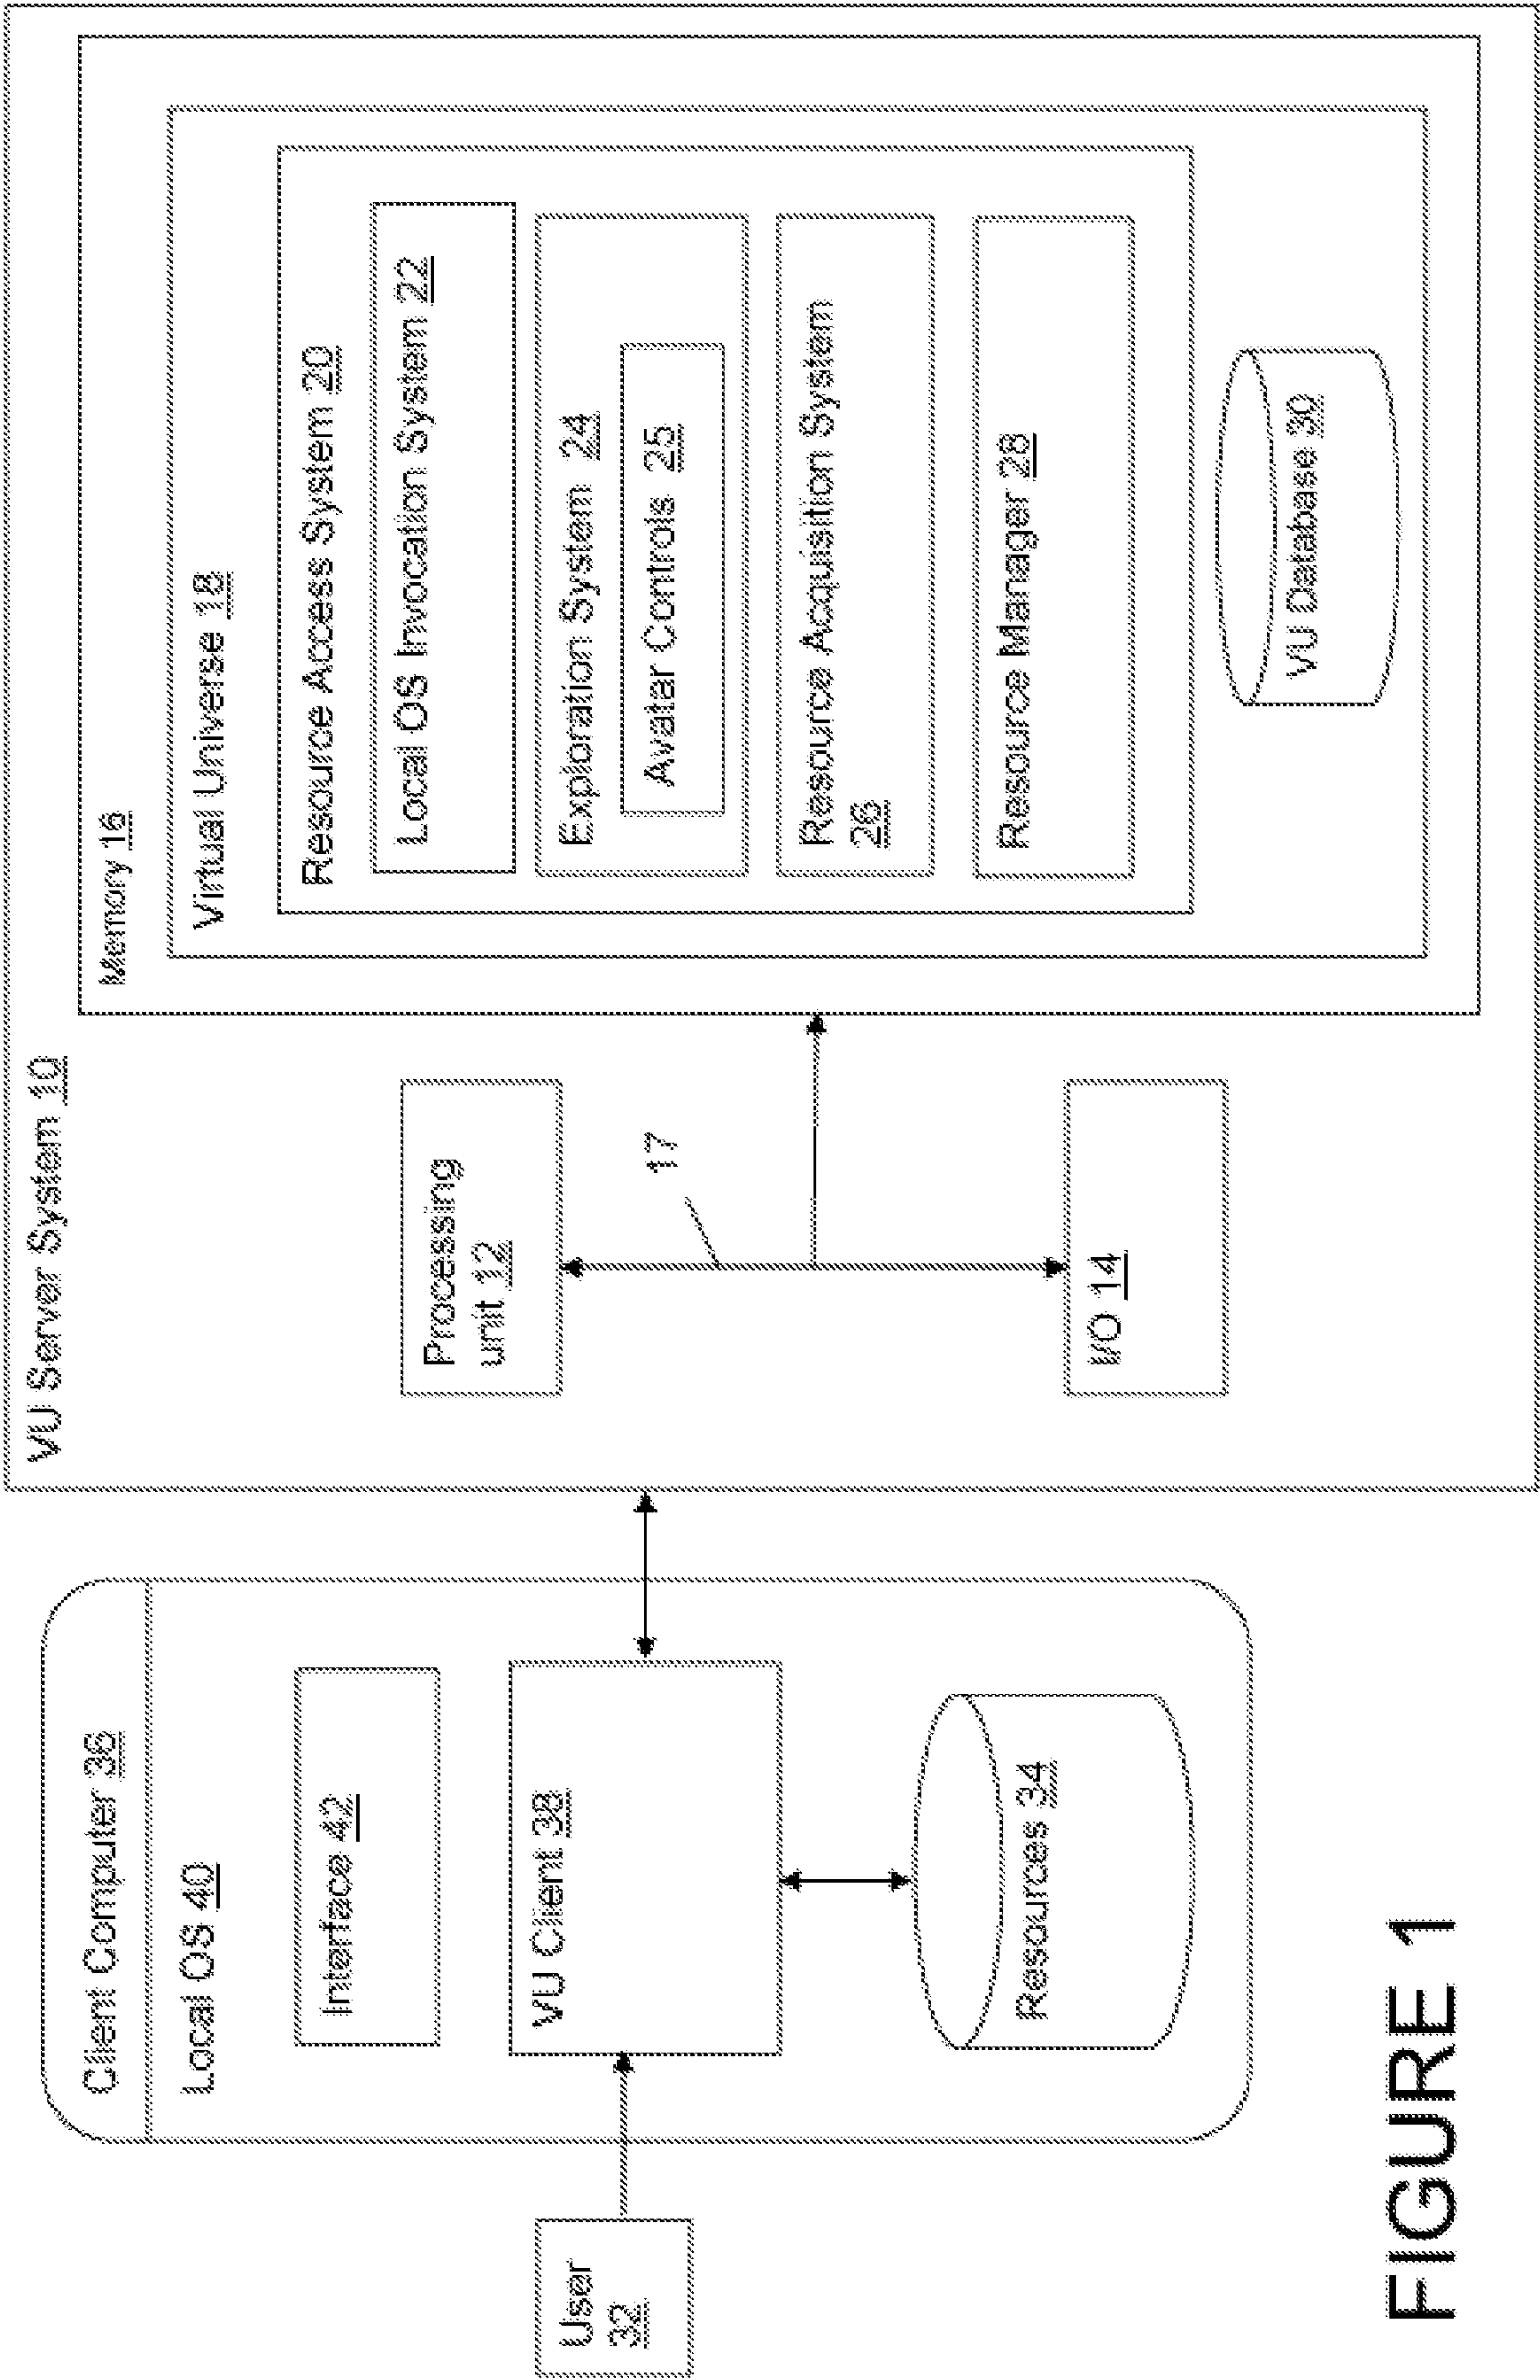 VU Server System 10
Memory 16
Virtual Universe 18
Resource Access System 20
Local OS Invocation System 22
Exploration System 24
Avatar Controls 25
Resource Acquisition System
26
Resource Manager 28
VU Database 30
Processing
unit 12
17
I/O 14
Client Computer 36
Local OS 40
Interface 42
VU Client 38
Resources 34
User
32
FIGURE 1